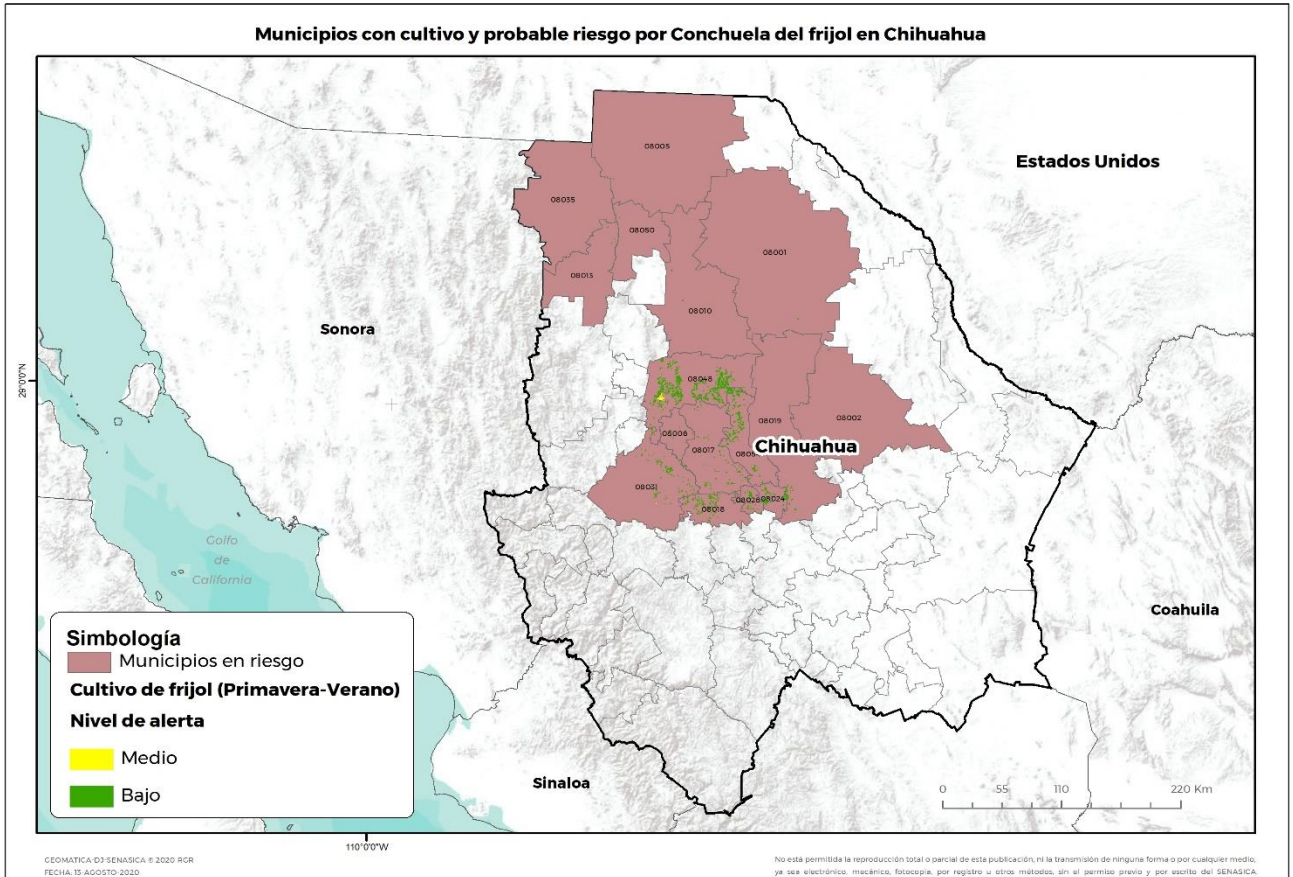 Municipios con cultivo y probable riesgo por Conchuela del frijol en Chihuahua
08005
Estados Unidos
08035
08050
08001
08013
Sonora
08010
29°0'0"N
08048
08002
08019
08006
Chihuahua
08017
08031
08026
08024
08018
Golfo
de
California
Coahuila
Simbología
Municipios en riesgo
Cultivo de frijol (Primavera-Verano)
Nivel de alerta
Medio
Bajo
Sinaloa
0 55 110 220 Km
110°0'0"W
GEOMATICA-DJ-SENASICA © 2020 RGR
FECHA: 13-AGOSTO-2020
No está permitida la reproducción total o parcial de esta publicación, ni la transmisión de ninguna forma o por cualquier medio,
ya sea electrónico, mecánico, fotocopia, por registro u otros métodos, sin el permiso previo y por escrito del SENASICA.